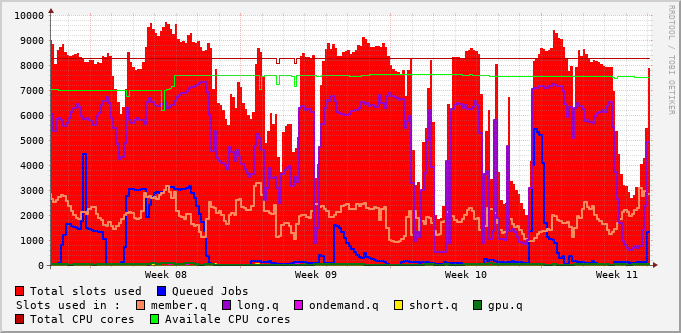 10000
9000
8000
7000
6000
5000
4000
3000
2000
1000
0
Week 08 Week 09 Week 10 Week 11
RRDTOOL / TOBI OETIKER
Total slots used Queued Jobs
Slots used in : member.q long.q ondemand.q short.q gpu.q
Total CPU cores Availale CPU cores